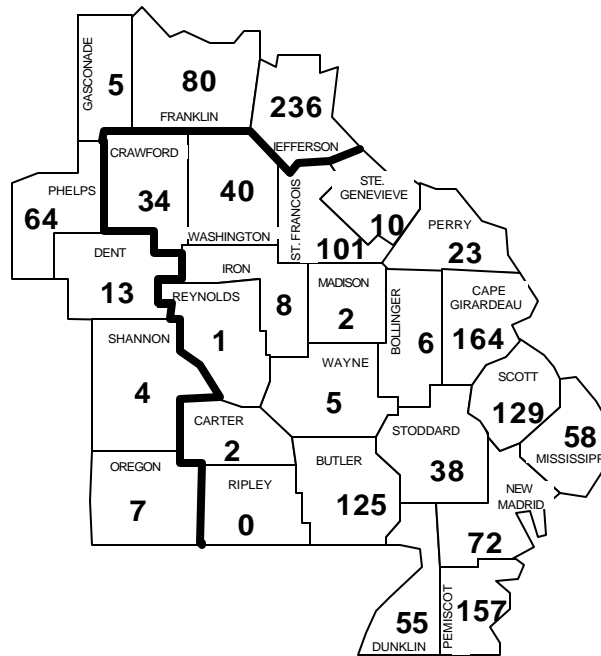 GASCONADE
5
80
FRANKLIN
236
JEFFERSON
CRAWFORD
34
40
WASHINGTON
PHELPS
64
ST. FRANCOIS
101
STE.
GENEVIEVE
10
PERRY
23
DENT
13
IRON
8
REYNOLDS
1
MADISON
2
BOLLINGER
6
CAPE
GIRARDEAU
164
SHANNON
4
WAYNE
5
SCOTT
129
58
MISSISSIPPI
CARTER
2
STODDARD
38
OREGON
7
RIPLEY
0
BUTLER
125
NEW
MADRID
72
55
DUNKLIN
PEMISCOT
157